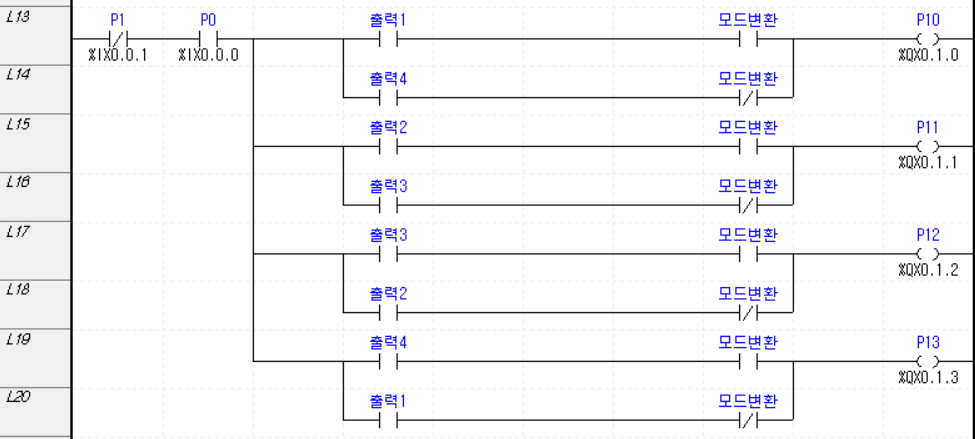 L13 P1 P0 출력1 모드변환 P10
%IX0.0.1 %IX0.0.0 %QX0.1.0
L14 출력4 모드변환
L15 출력2 모드변환 P11
%QX0.1.1
L16 출력3 모드변환
L17 출력3 모드변환 P12
%QX0.1.2
L18 출력2 모드변환
L19 출력4 모드변환 P13
%QX0.1.3
L20 출력1 모드변환